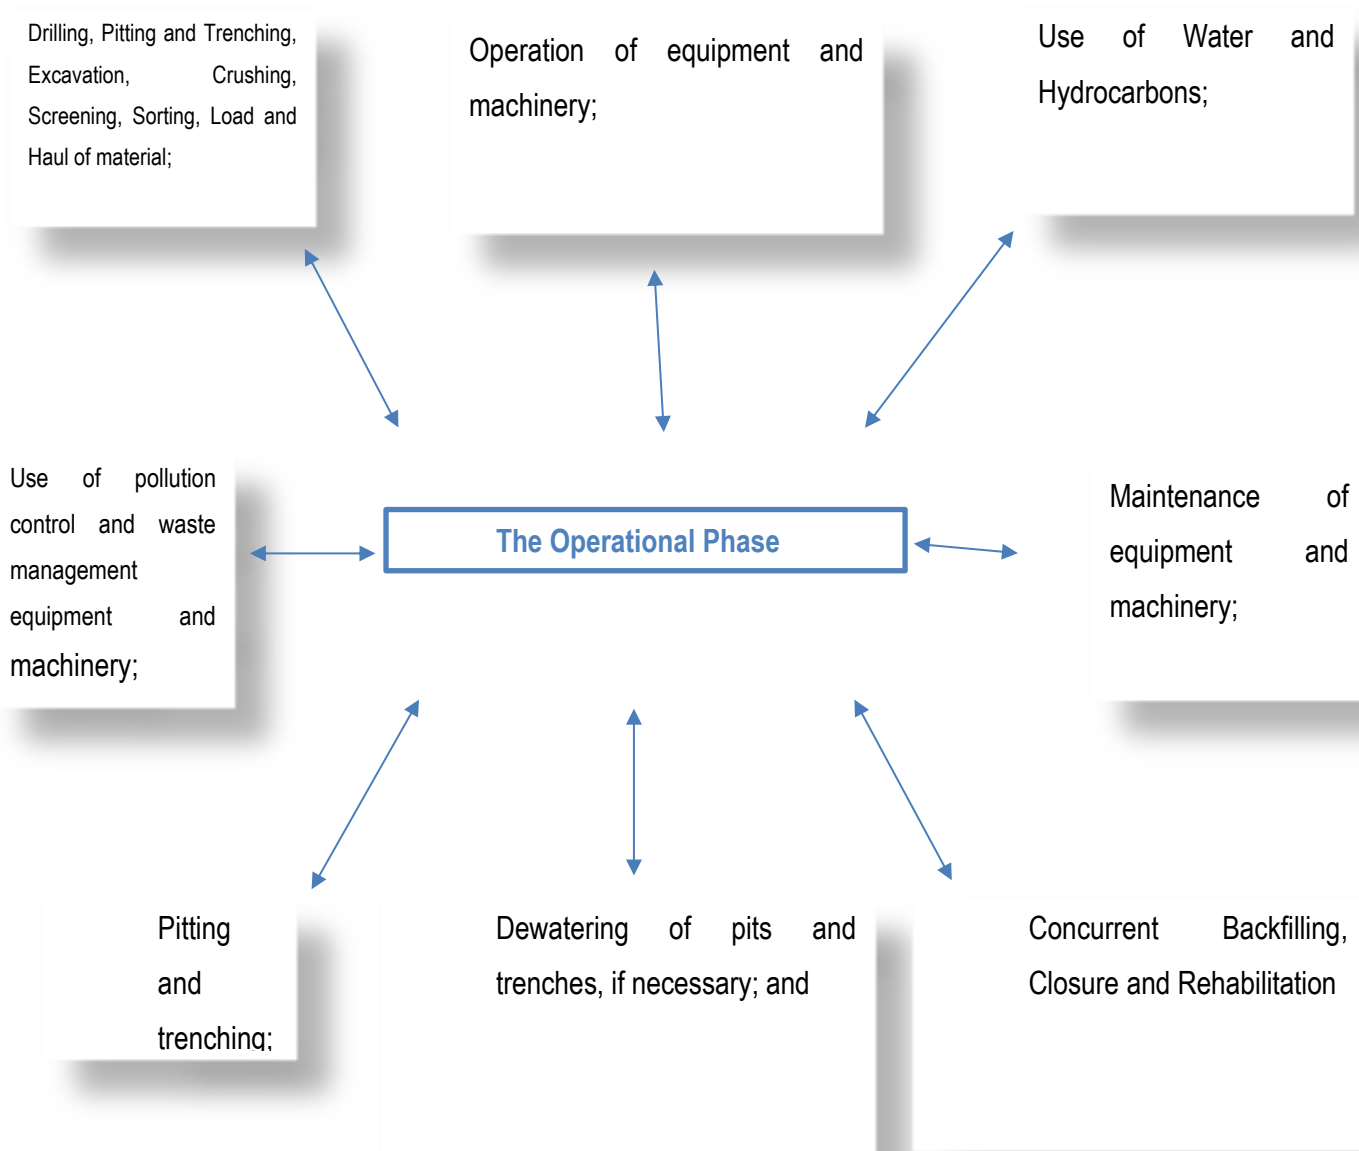 Drilling, Pitting and Trenching,
Excavation, Crushing,
Screening, Sorting, Load and
Haul of material;
Operation of equipment and
machinery;
Use of Water and
Hydrocarbons;
Use of pollution
control and waste
management
equipment and
machinery;
The Operational Phase
Maintenance of
equipment and
machinery;
Pitting
and
trenching;
Dewatering of pits and
trenches, if necessary; and
Concurrent Backfilling,
Closure and Rehabilitation